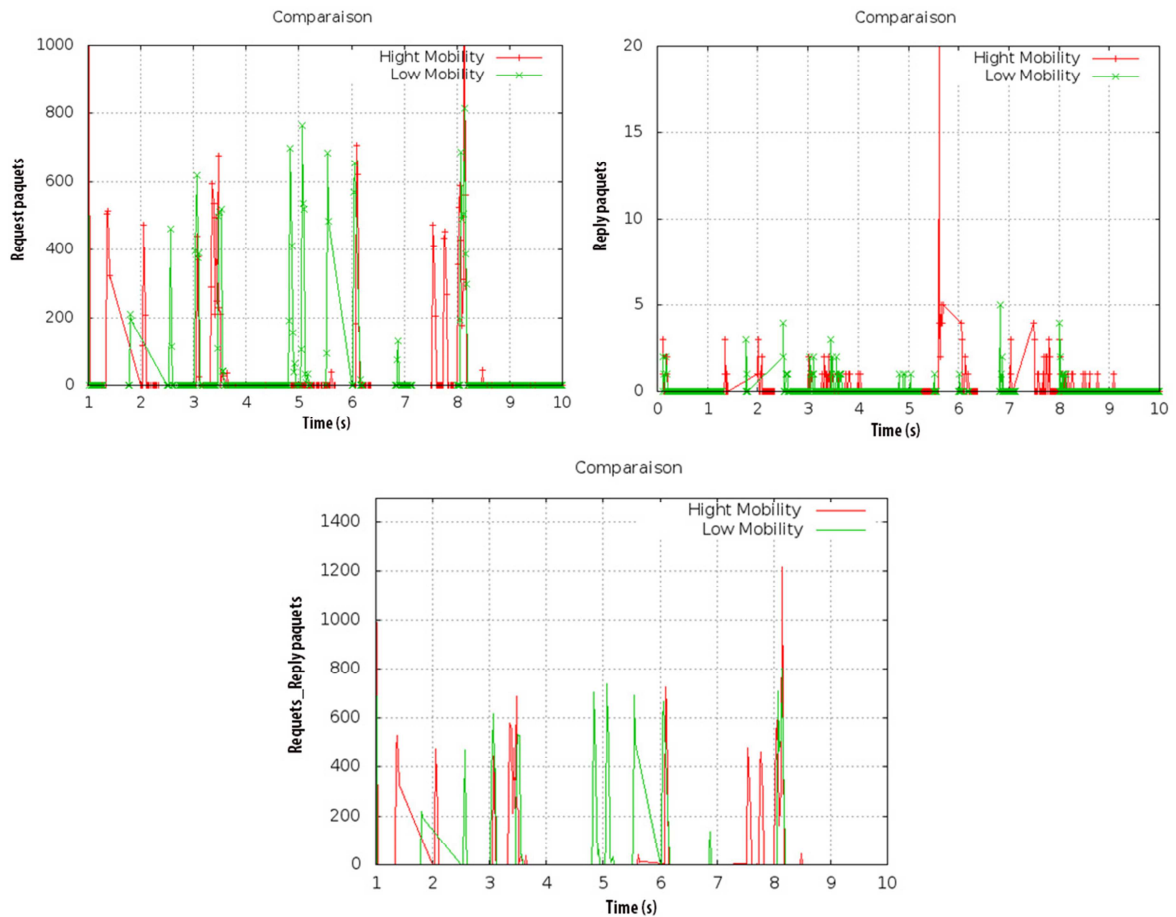 Comparaison
Hight Mobility
Low Mobility
Request paquets
1000
800
600
400
200
0
1 2 3 4 5 6 7 8 9 10
Time (s)
Comparaison
Hight Mobility
Low Mobility
Reply paquets
20
15
10
5
0
0 1 2 3 4 5 6 7 8 9 10
Time (s)
Comparaison
Hight Mobility
Low Mobility
Requets_Reply paquets
1400
1200
1000
800
600
400
200
0
1 2 3 4 5 6 7 8 9 10
Time (s)